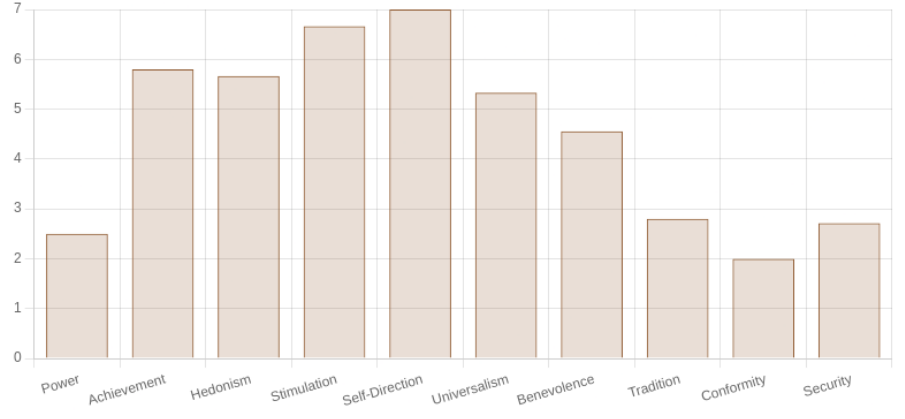 7
6
5
4
3
2
1
0
Power
Achievement
Hedonism
Stimulation
Self-Direction
Universalism
Benevolence
Tradition
Conformity
Security